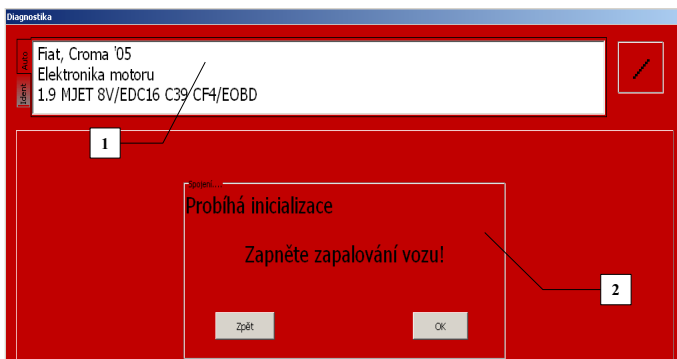 Diagnostika
Auto
Ident
Fiat, Croma '05
Elektronika motoru
1.9 MJET 8V/EDC16 C39 CF4/EOBD
1
Spojení...
Probíhá inicializace
Zapněte zapalování vozu!
2
Zpět
OK